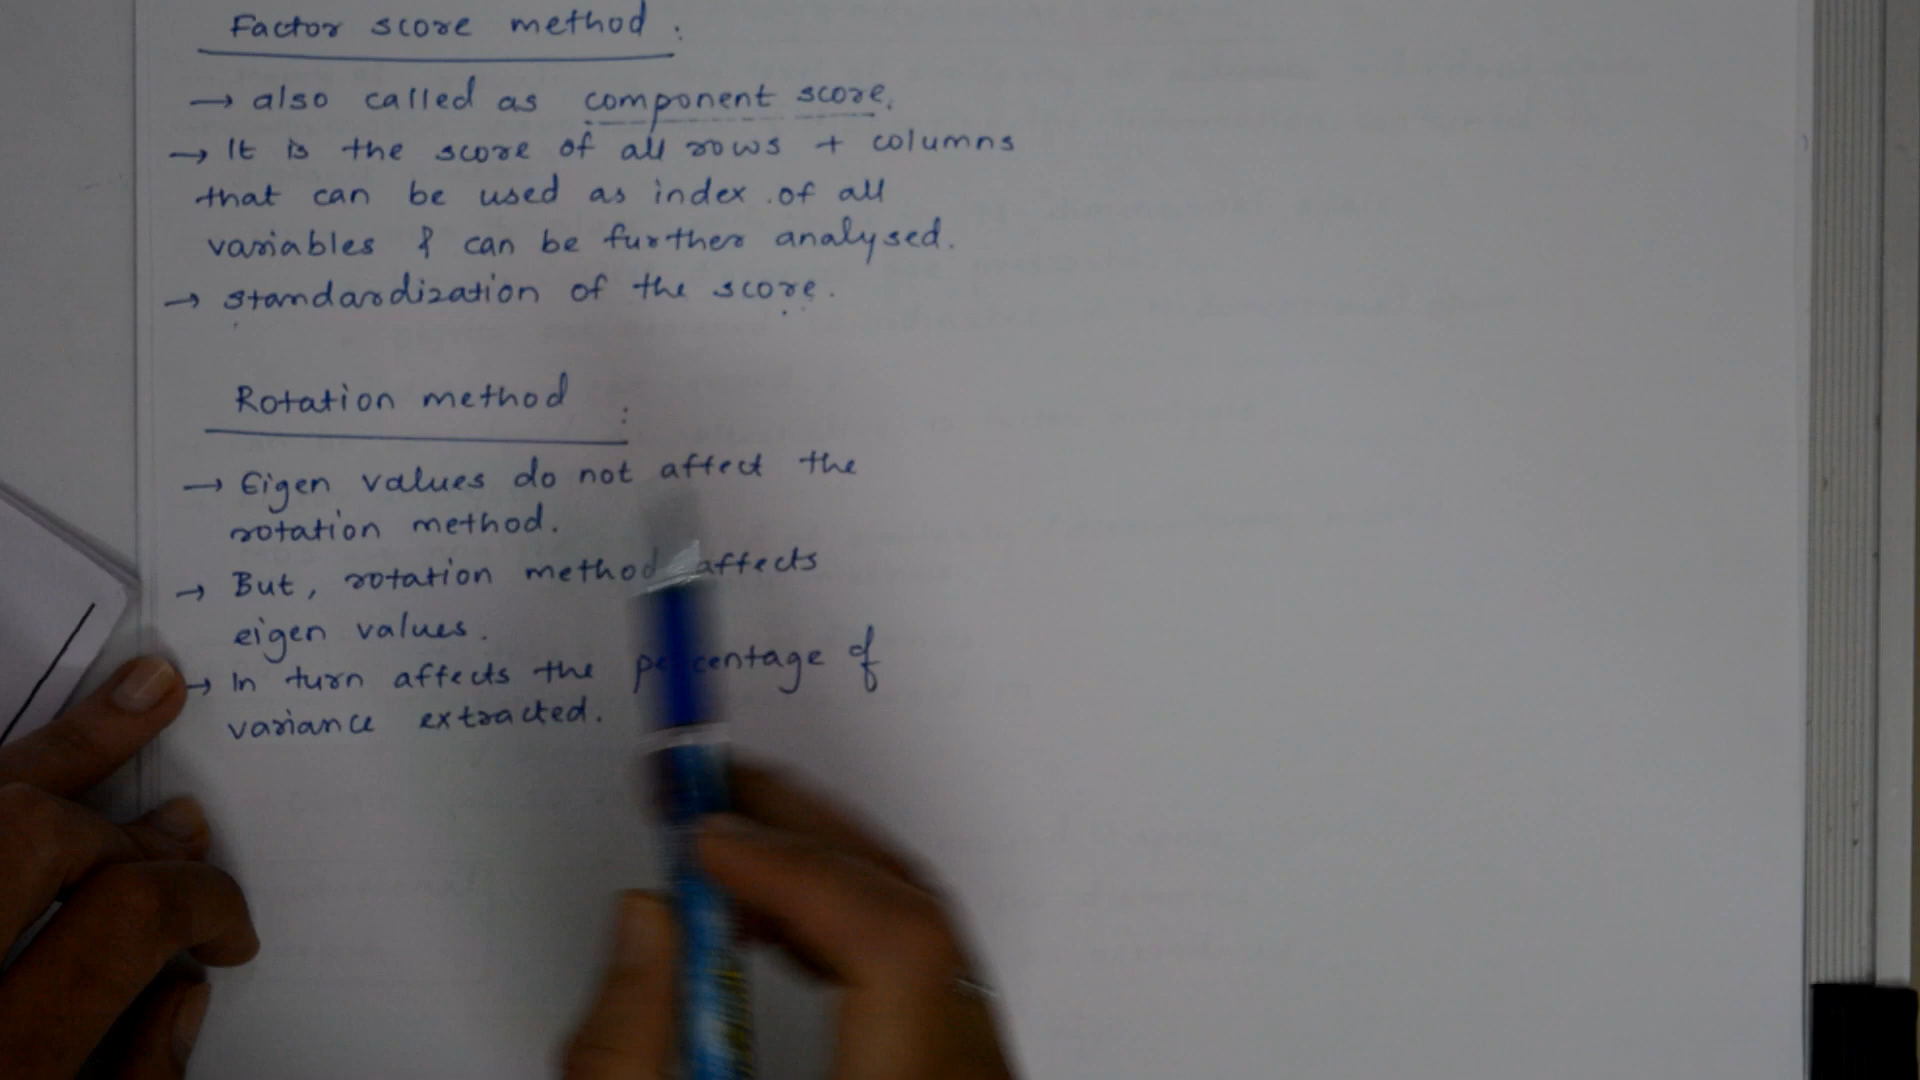 Factor score method :
→ also called as component score.
→ It is the score of all rows + columns
that can be used as index of all
variables & can be further analysed.
→ standardization of the score.
Rotation method :
→ Eigen values do not affect the
rotation method.
→ But, rotation method affects
eigen values.
→ In turn affects the percentage of
variance extracted.